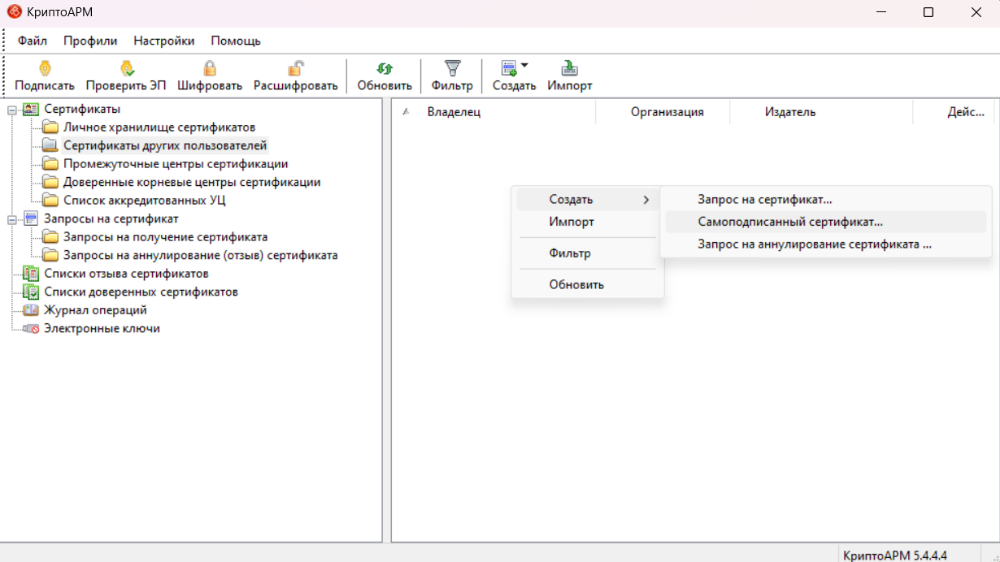 КриптоАРМ
Файл Профили Настройки Помощь
Подписать Проверить ЭП Шифровать Расшифровать Обновить Фильтр Создать Импорт
Сертификаты
Личное хранилище сертификатов
Сертификаты других пользователей
Промежуточные центры сертификации
Доверенные корневые центры сертификации
Список аккредитованных УЦ
Запросы на сертификат
Запросы на получение сертификата
Запросы на аннулирование (отзыв) сертификата
Списки отзыва сертификатов
Списки доверенных сертификатов
Журнал операций
Электронные ключи
Владелец Организация Издатель Дейс...
Создать
Импорт
Фильтр
Обновить
Запрос на сертификат...
Самоподписанный сертификат...
Запрос на аннулирование сертификата ...
КриптоАРМ 5.4.4.4